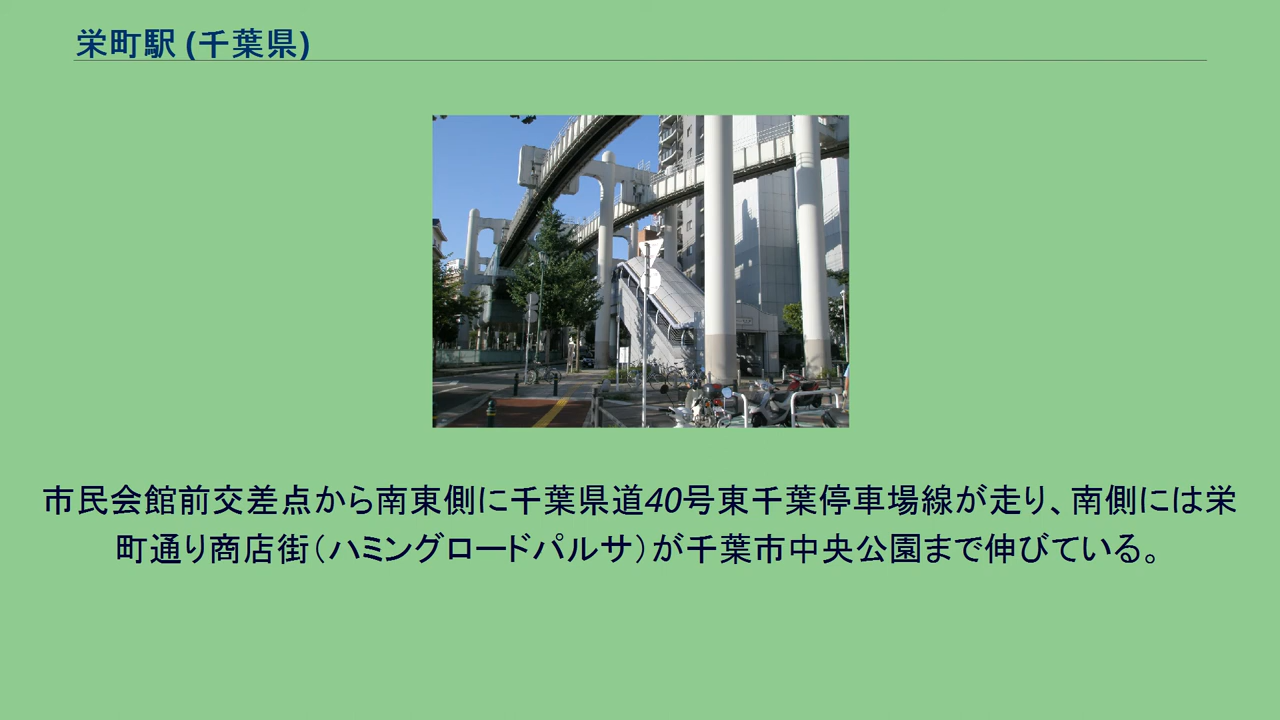 栄町駅 (千葉県)
市民会館前交差点から南東側に千葉県道40号東千葉停車場線が走り、南側には栄
町通り商店街(ハミングロードパルサ)が千葉市中央公園まで伸びている。